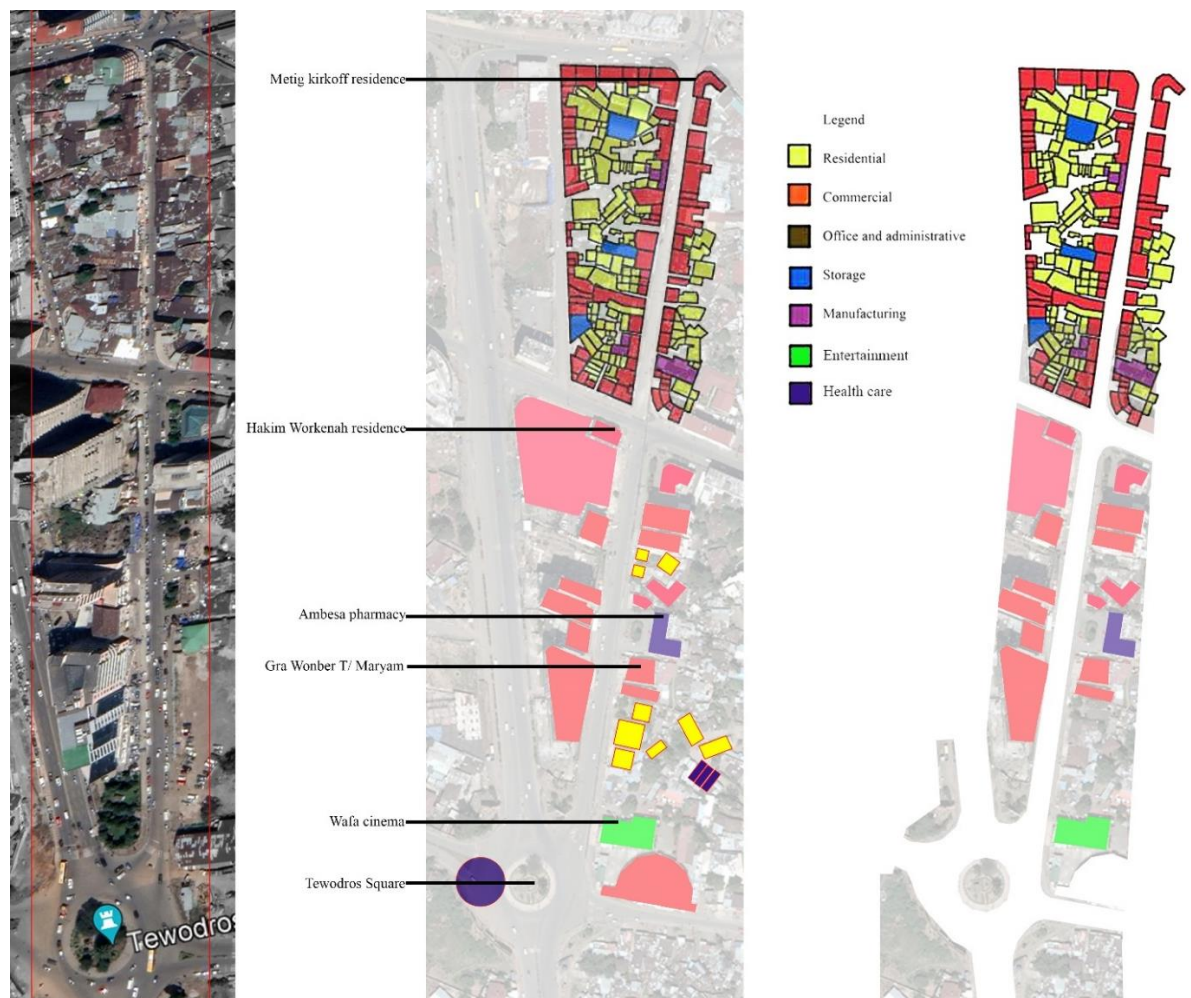 Metig kirkoff residence
Hakim Workenah residence
Ambesa pharmacy
Gra Wonber T/ Maryam
Wafa cinema
Tewodros Square
Legend
Residential
Commercial
Office and administrative
Storage
Manufacturing
Entertainment
Health care
Tewodros